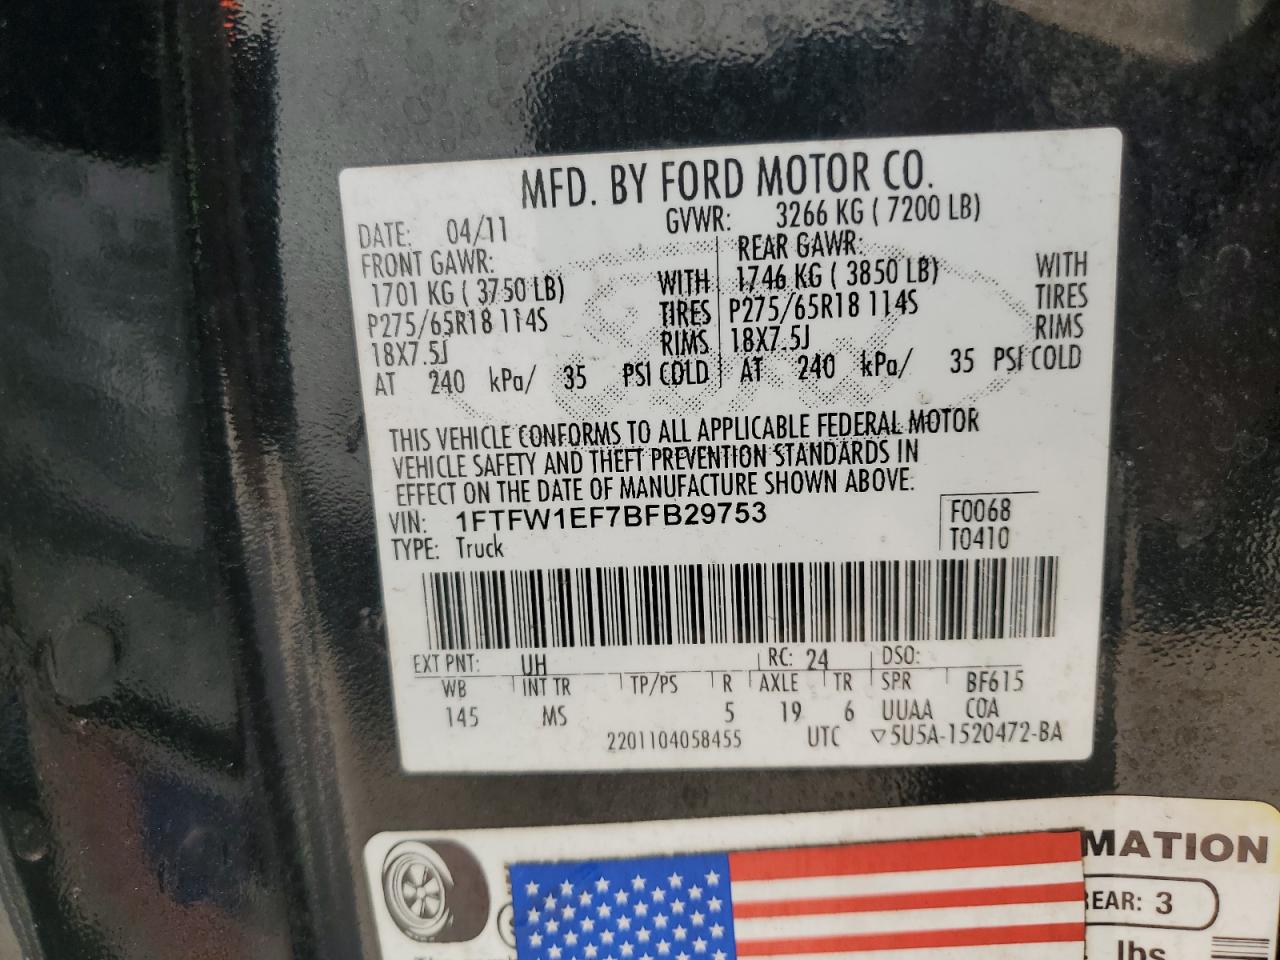 MFD. BY FORD MOTOR CO.
DATE: 04/11 GVWR: 3266 KG ( 7200 LB)
FRONT GAWR: REAR GAWR:
1701 KG ( 3750 LB) WITH 1746 KG ( 3850 LB) WITH
P275/65R18 114S TIRES P275/65R18 114S TIRES
18X7.5J RIMS 18X7.5J RIMS
AT 240 kPa/ 35 PSI COLD AT 240 kPa/ 35 PSI COLD
THIS VEHICLE CONFORMS TO ALL APPLICABLE FEDERAL MOTOR
VEHICLE SAFETY AND THEFT PREVENTION STANDARDS IN
EFFECT ON THE DATE OF MANUFACTURE SHOWN ABOVE.
VIN: 1FTFW1EF7BFB29753 F0068
TYPE: Truck T0410
EXT PNT: UH RC: 24 DSO:
WB INT TR TP/PS R AXLE TR SPR BF615
145 MS 5 19 6 UUAA COA
2201104058455 UTC ▽5U5A-1520472-BA
MATION
EAR: 3
lbs